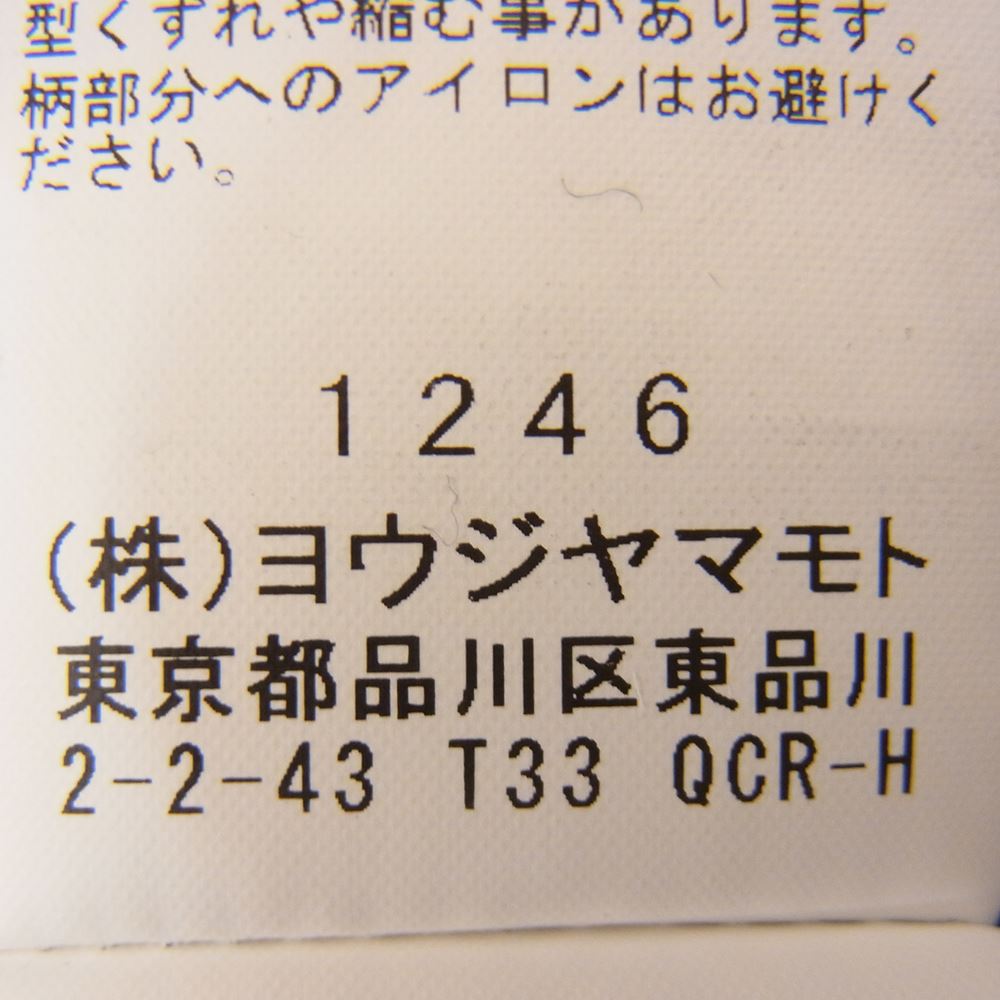 型くずれや縮む事があります。
柄部分へのアイロンはお避けく
ださい。
1246
(株)ヨウジヤマモト
東京都品川区東品川
2-2-43 T33 QCR-H